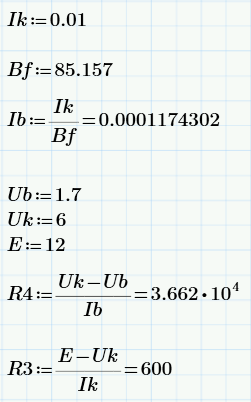 Ik:=0.01
Bf:=85.157
Ib:=Ik/Bf=0.0001174302
Ub:=1.7
Uk:=6
E:=12
R4:=(Uk−Ub)/Ib=3.662•10^4
R3:=(E−Uk)/Ik=600